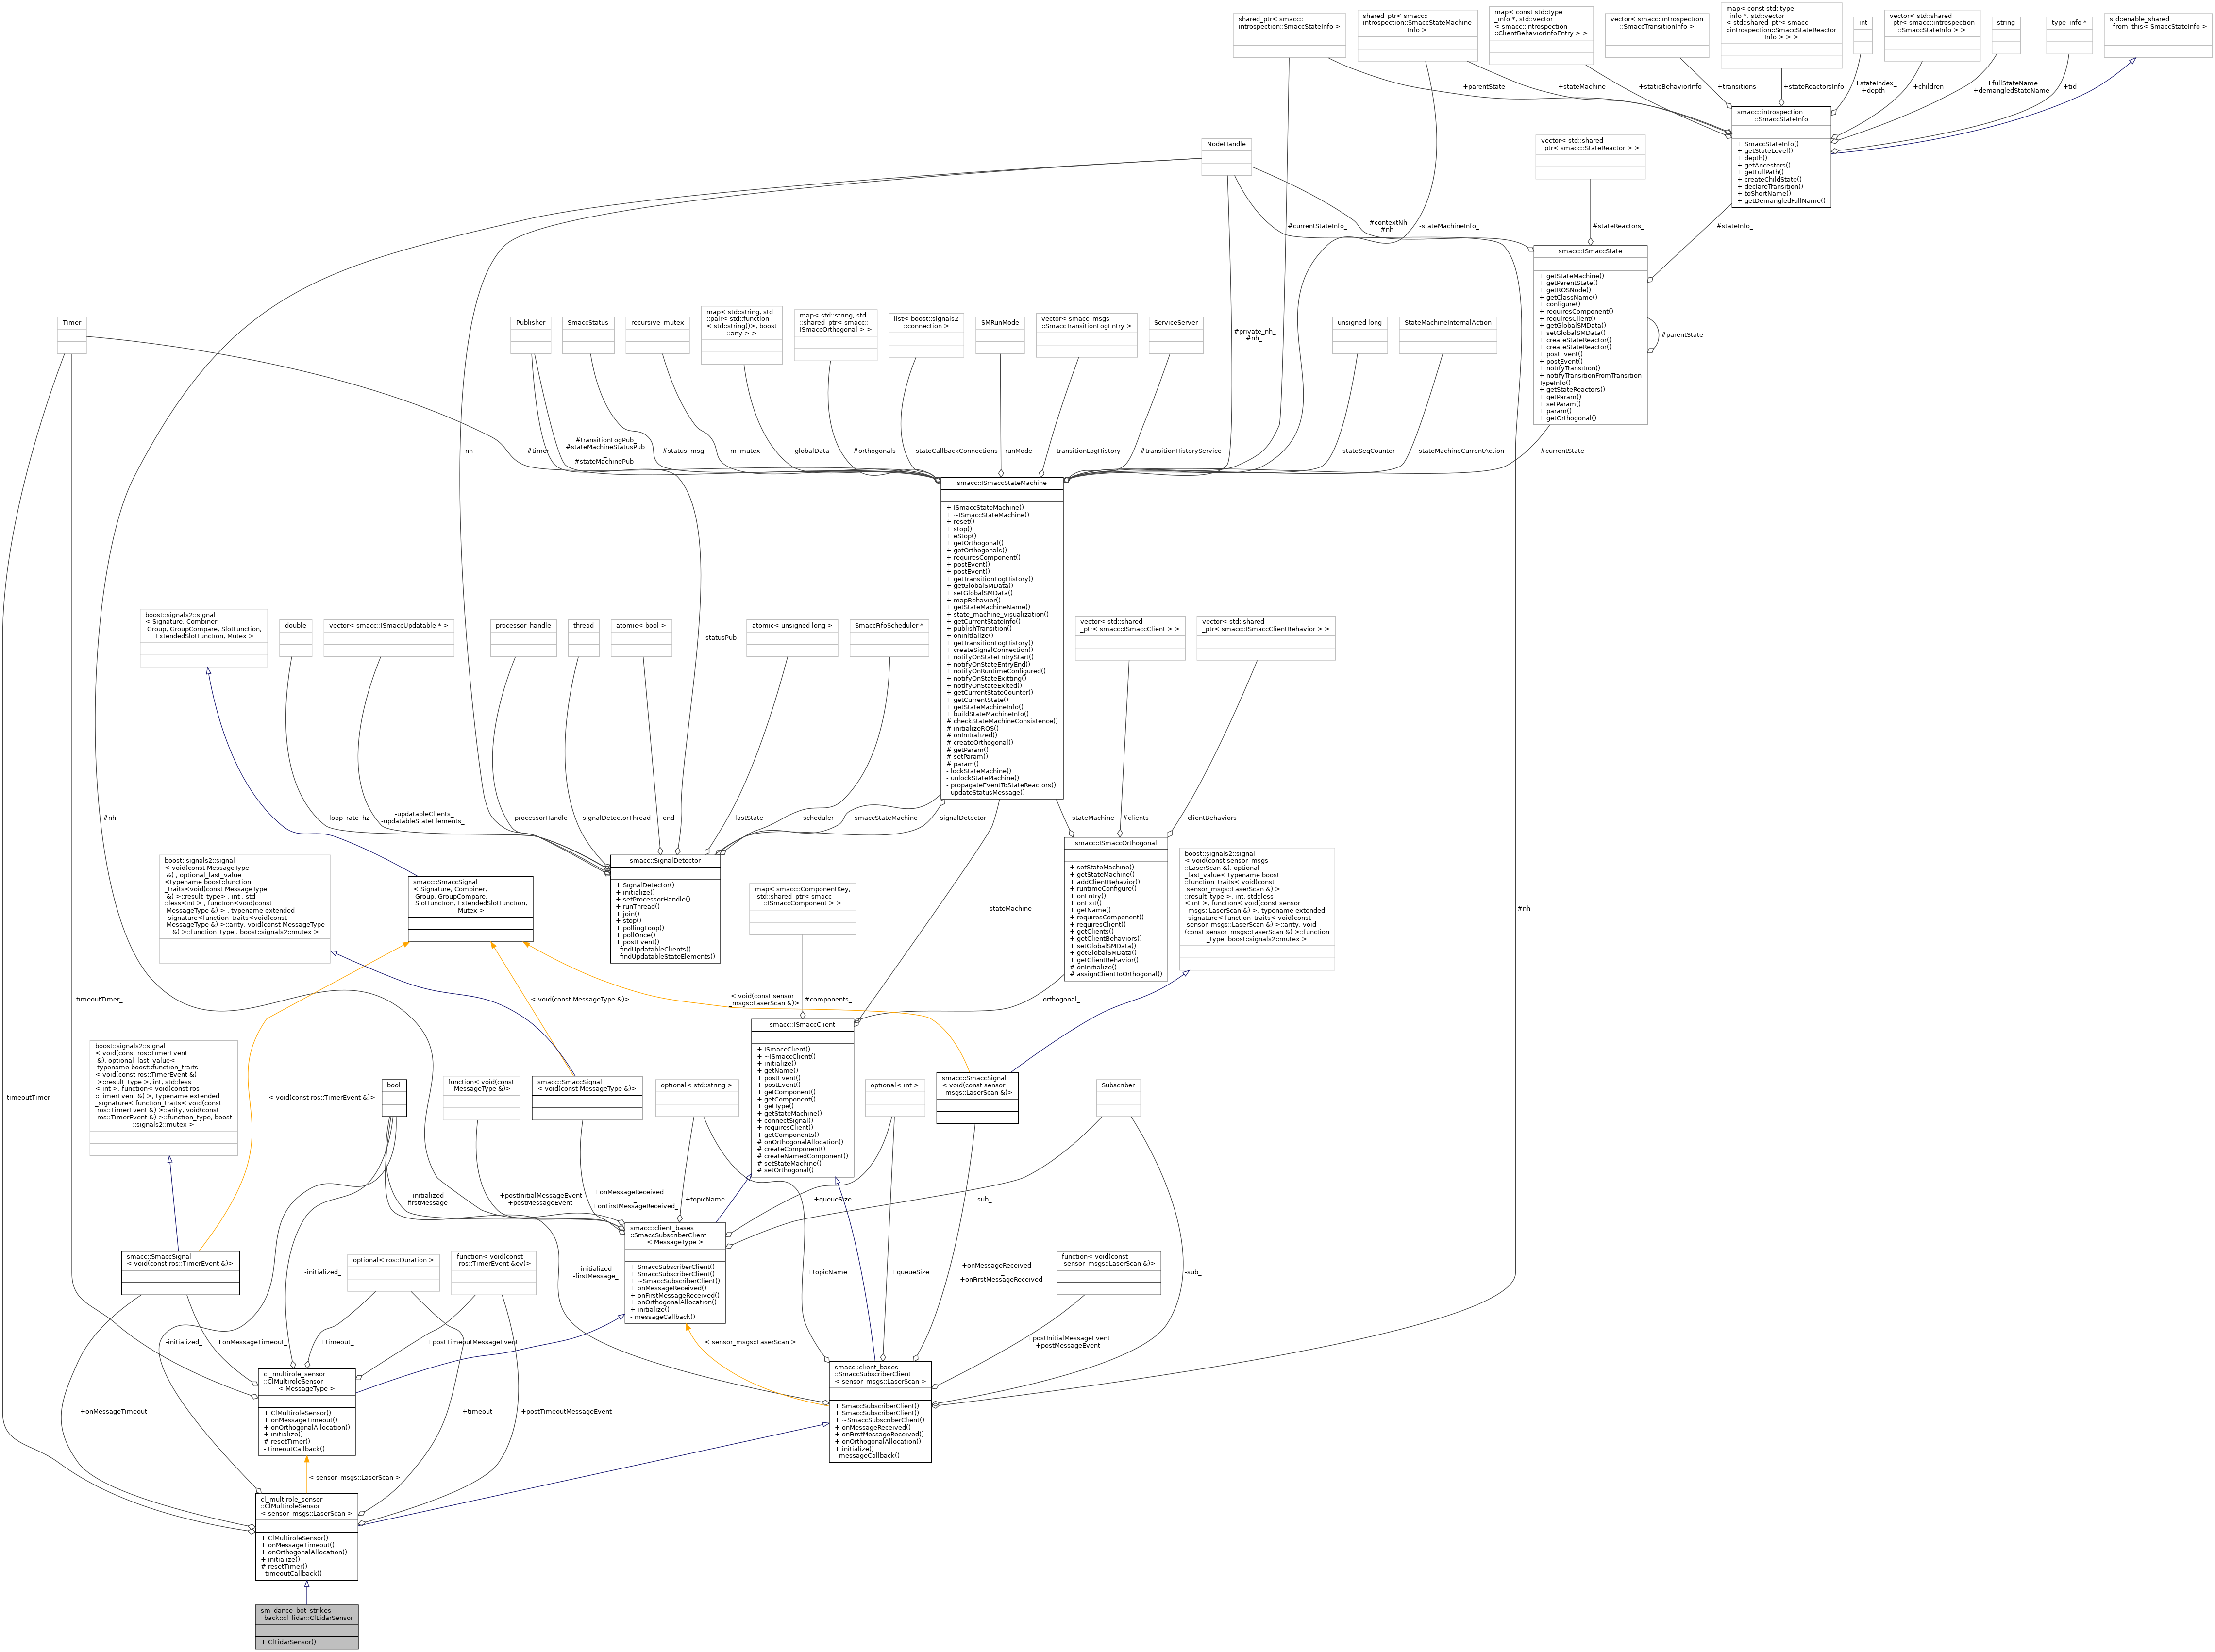 shared_ptr< smacc::
introspection::SmaccStateInfo >
shared_ptr< smacc::
introspection::SmaccStateMachine
Info >
map< const std::type
_info *, std::vector
< smacc::introspection
::ClientBehaviorInfoEntry > >
vector< smacc::introspection
::SmaccTransitionInfo >
map< const std::type
_info *, std::vector
< std::shared_ptr< smacc
::introspection::SmaccStateReactor
Info > > >
int
vector< std::shared
_ptr< smacc::introspection
::SmaccStateInfo > >
string
type_info *
std::enable_shared
_from_this< SmaccStateInfo >
+parentState_
+stateMachine_
+staticBehaviorInfo
+transitions_
+stateReactorsInfo
+stateIndex_
+depth_
+children_
+fullStateName
+demangledStateName
+tid_
smacc::introspection
::SmaccStateInfo
+ SmaccStateInfo()
+ getStateLevel()
+ depth()
+ getAncestors()
+ getFullPath()
+ createChildState()
+ declareTransition()
+ toShortName()
+ getDemangledFullName()
NodeHandle
vector< std::shared
_ptr< smacc::StateReactor > >
#currentStateInfo_
#contextNh
#nh
-stateMachineInfo_
#stateReactors_
#stateInfo_
smacc::ISmaccState
+ getStateMachine()
+ getParentState()
+ getROSNode()
+ getClassName()
+ configure()
+ requiresComponent()
+ requiresClient()
+ getGlobalSMData()
+ setGlobalSMData()
+ createStateReactor()
+ createStateReactor()
+ postEvent()
+ postEvent()
+ notifyTransition()
+ notifyTransitionFromTransition
TypeInfo()
+ getStateReactors()
+ getParam()
+ setParam()
+ param()
+ getOrthogonal()
#parentState_
Timer
Publisher
SmaccStatus
recursive_mutex
map< std::string, std
::pair< std::function
< std::string()>, boost
::any > >
map< std::string, std
::shared_ptr< smacc::
ISmaccOrthogonal > >
list< boost::signals2
::connection >
SMRunMode
vector< smacc_msgs
::SmaccTransitionLogEntry >
ServiceServer
#private_nh_
#nh_
unsigned long
StateMachineInternalAction
-nh_
#timer_
#transitionLogPub_
#stateMachineStatusPub
_
#stateMachinePub_
#status_msg_
-m_mutex_
-globalData_
#orthogonals_
-stateCallbackConnections
-runMode_
-transitionLogHistory_
#transitionHistoryService_
-stateSeqCounter_
-stateMachineCurrentAction
#currentState_
smacc::ISmaccStateMachine
+ ISmaccStateMachine()
+ ~ISmaccStateMachine()
+ reset()
+ stop()
+ eStop()
+ getOrthogonal()
+ getOrthogonals()
+ requiresComponent()
+ postEvent()
+ postEvent()
+ getTransitionLogHistory()
+ getGlobalSMData()
+ setGlobalSMData()
+ mapBehavior()
+ getStateMachineName()
+ state_machine_visualization()
+ getCurrentStateInfo()
+ publishTransition()
+ onInitialize()
+ getTransitionLogHistory()
+ createSignalConnection()
+ notifyOnStateEntryStart()
+ notifyOnStateEntryEnd()
+ notifyOnRuntimeConfigured()
+ notifyOnStateExitting()
+ notifyOnStateExited()
+ getCurrentStateCounter()
+ getCurrentState()
+ getStateMachineInfo()
+ buildStateMachineInfo()
# checkStateMachineConsistence()
# initializeROS()
# onInitialized()
# createOrthogonal()
# getParam()
# setParam()
# param()
- lockStateMachine()
- unlockStateMachine()
- propagateEventToStateReactors()
- updateStatusMessage()
boost::signals2::signal
< Signature, Combiner,
Group, GroupCompare, SlotFunction,
ExtendedSlotFunction, Mutex >
double
vector< smacc::ISmaccUpdatable * >
processor_handle
thread
atomic< bool >
-statusPub_
atomic< unsigned long >
SmaccFifoScheduler *
vector< std::shared
_ptr< smacc::ISmaccClient > >
vector< std::shared
_ptr< smacc::ISmaccClientBehavior > >
#nh_
-loop_rate_hz
-updatableClients_
-updatableStateElements_
-processorHandle_
-signalDetectorThread_
-end_
-lastState_
-scheduler_
-smaccStateMachine_
-signalDetector_
-stateMachine_
#clients_
-clientBehaviors_
smacc::ISmaccOrthogonal
+ setStateMachine()
+ getStateMachine()
+ addClientBehavior()
+ runtimeConfigure()
+ onEntry()
+ onExit()
+ getName()
+ requiresComponent()
+ requiresClient()
+ getClients()
+ getClientBehaviors()
+ setGlobalSMData()
+ getGlobalSMData()
+ getClientBehavior()
# onInitialize()
# assignClientToOrthogonal()
boost::signals2::signal
< void(const sensor_msgs
::LaserScan &), optional
_last_value< typename boost
::function_traits< void(const
sensor_msgs::LaserScan &) >
::result_type >, int, std::less
< int >, function< void(const sensor
_msgs::LaserScan &) >, typename extended
_signature< function_traits< void(const
sensor_msgs::LaserScan &) >::arity, void
(const sensor_msgs::LaserScan &) >::function
_type, boost::signals2::mutex >
boost::signals2::signal
< void(const MessageType
&) , optional_last_value
<typename boost::function
_traits<void(const MessageType
&) >::result_type> , int , std
::less<int > , function<void(const
MessageType &) > , typename extended
_signature<function_traits<void(const
MessageType &) >::arity, void(const MessageType
&) >::function_type , boost::signals2::mutex >
smacc::SmaccSignal
< Signature, Combiner,
Group, GroupCompare,
SlotFunction, ExtendedSlotFunction,
Mutex >
smacc::SignalDetector
+ SignalDetector()
+ initialize()
+ setProcessorHandle()
+ runThread()
+ join()
+ stop()
+ pollingLoop()
+ pollOnce()
+ postEvent()
- findUpdatableClients()
- findUpdatableStateElements()
map< smacc::ComponentKey,
std::shared_ptr< smacc
::ISmaccComponent > >
-stateMachine_
#nh_
-timeoutTimer_
< void(const MessageType &)>
< void(const sensor
_msgs::LaserScan &)>
#components_
-orthogonal_
smacc::ISmaccClient
+ ISmaccClient()
+ ~ISmaccClient()
+ initialize()
+ getName()
+ postEvent()
+ postEvent()
+ getComponent()
+ getComponent()
+ getType()
+ getStateMachine()
+ connectSignal()
+ requiresClient()
+ getComponents()
# onOrthogonalAllocation()
# createComponent()
# createNamedComponent()
# setStateMachine()
# setOrthogonal()
boost::signals2::signal
< void(const ros::TimerEvent
&), optional_last_value<
typename boost::function_traits
< void(const ros::TimerEvent &)
>::result_type >, int, std::less
< int >, function< void(const ros
::TimerEvent &) >, typename extended
_signature< function_traits< void(const
ros::TimerEvent &) >::arity, void(const
ros::TimerEvent &) >::function_type, boost
::signals2::mutex >
-timeoutTimer_
< void(const ros::TimerEvent &)>
bool
function< void(const
MessageType &)>
smacc::SmaccSignal
< void(const MessageType &)>
optional< std::string >
optional< int >
smacc::SmaccSignal
< void(const sensor
_msgs::LaserScan &)>
Subscriber
-initialized_
-firstMessage_
+postInitialMessageEvent
+postMessageEvent
+onMessageReceived
_
+onFirstMessageReceived_
+topicName
+queueSize
-sub_
smacc::client_bases
::SmaccSubscriberClient
< MessageType >
+ SmaccSubscriberClient()
+ SmaccSubscriberClient()
+ ~SmaccSubscriberClient()
+ onMessageReceived()
+ onFirstMessageReceived()
+ onOrthogonalAllocation()
+ initialize()
- messageCallback()
smacc::SmaccSignal
< void(const ros::TimerEvent &)>
-initialized_
optional< ros::Duration >
function< void(const
ros::TimerEvent &ev)>
-initialized_
-firstMessage_
+topicName
+queueSize
+onMessageReceived
_
+onFirstMessageReceived_
function< void(const
sensor_msgs::LaserScan &)>
-sub_
-initialized_
+onMessageTimeout_
+timeout_
+postTimeoutMessageEvent
< sensor_msgs::LaserScan >
+postInitialMessageEvent
+postMessageEvent
cl_multirole_sensor
::ClMultiroleSensor
< MessageType >
+ ClMultiroleSensor()
+ onMessageTimeout()
+ onOrthogonalAllocation()
+ initialize()
# resetTimer()
- timeoutCallback()
smacc::client_bases
::SmaccSubscriberClient
< sensor_msgs::LaserScan >
+ SmaccSubscriberClient()
+ SmaccSubscriberClient()
+ ~SmaccSubscriberClient()
+ onMessageReceived()
+ onFirstMessageReceived()
+ onOrthogonalAllocation()
+ initialize()
- messageCallback()
+onMessageTimeout_
+timeout_
+postTimeoutMessageEvent
< sensor_msgs::LaserScan >
cl_multirole_sensor
::ClMultiroleSensor
< sensor_msgs::LaserScan >
+ ClMultiroleSensor()
+ onMessageTimeout()
+ onOrthogonalAllocation()
+ initialize()
# resetTimer()
- timeoutCallback()
sm_dance_bot_strikes
_back::cl_lidar::ClLidarSensor
+ ClLidarSensor()